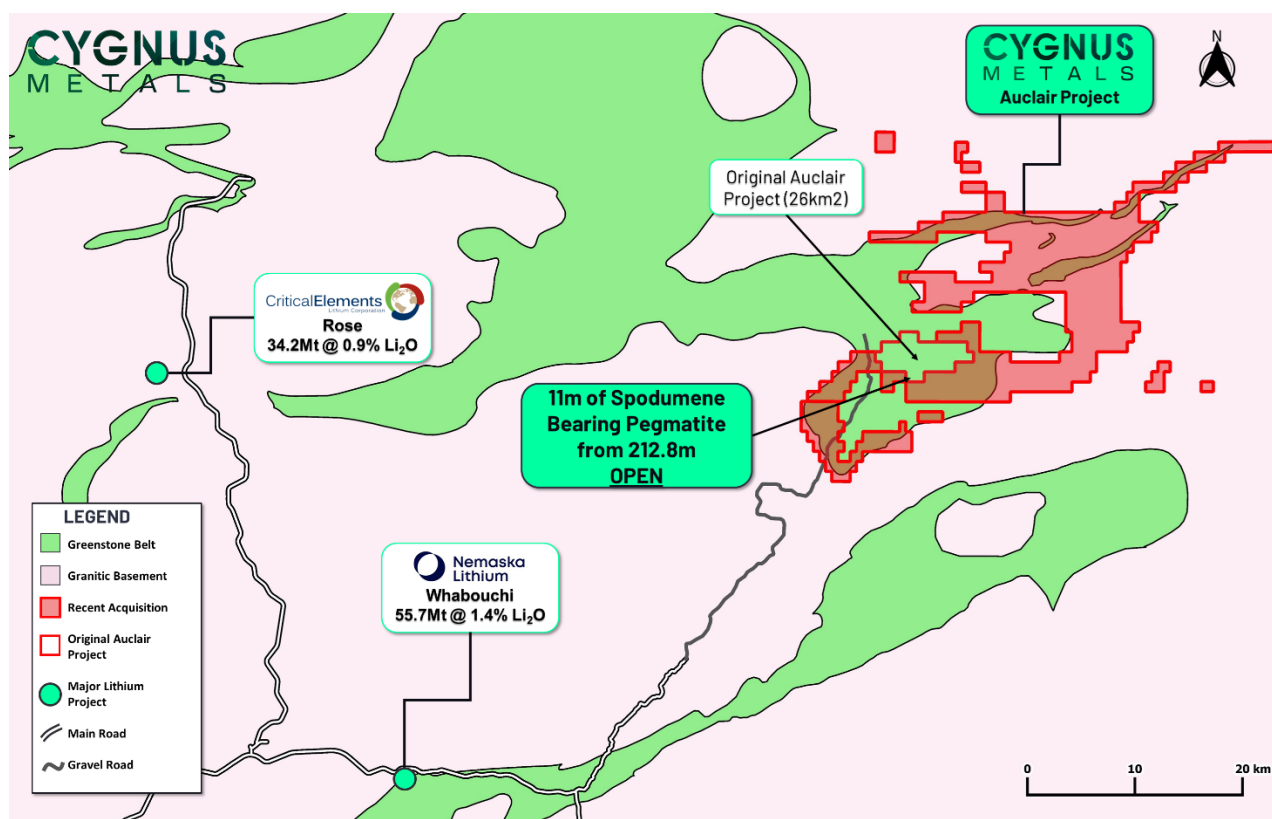 CYGNUS
METALS
CYGNUS
METALS
Auclair Project
N
Original Auclair
Project (26km2)
CriticalElements
Lithium Corporation
Rose
34.2Mt @ 0.9% Li₂O
11m of Spodumene
Bearing Pegmatite
from 212.8m
OPEN
Nemaska
Lithium
Whabouchi
55.7Mt @ 1.4% Li₂O
LEGEND
Greenstone Belt
Granitic Basement
Recent Acquisition
Original Auclair
Project
Major Lithium
Project
Main Road
Gravel Road
0 10 20 km